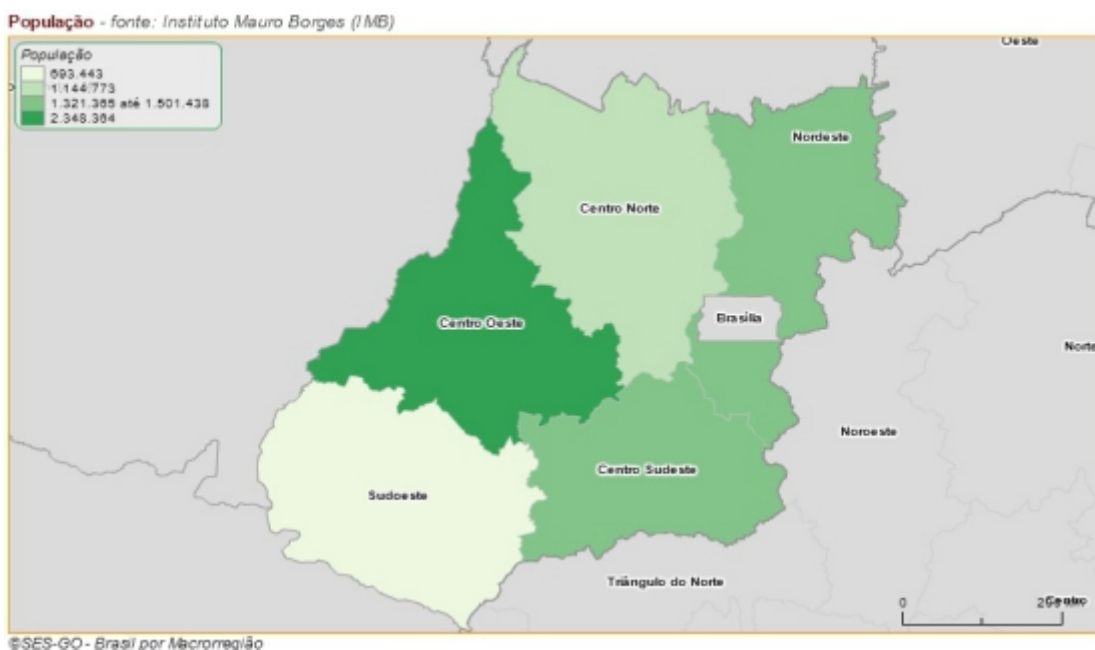 População - fonte: Instituto Mauro Borges (IMB)
População
693.443
1.144.773
1.321.365 até 1.501.438
2.348.364
Oeste
Nordeste
Centro Norte
Brasília
Centro Oeste
Norte
Noroeste
Centro Sudeste
Sudoeste
Triângulo do Norte
0
Centro
©SES-GO - Brasil por Macrorregião